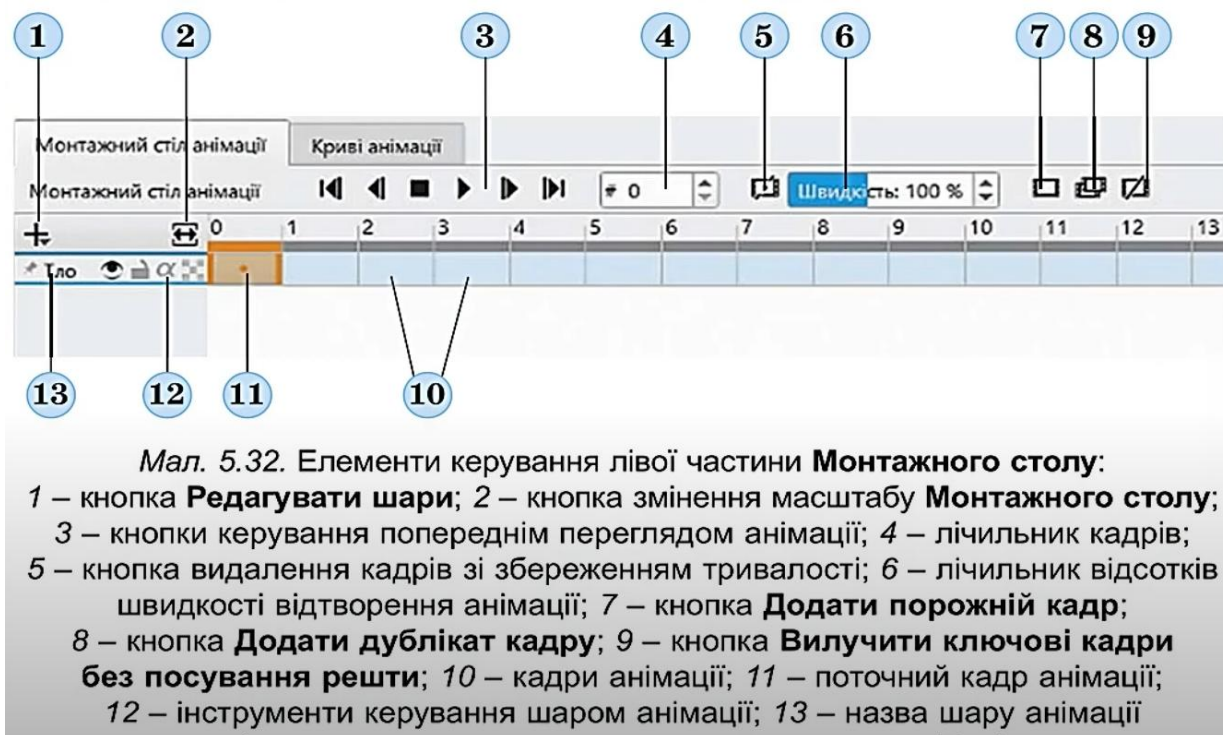 1 2 3 4 5 6 7 8 9
Монтажний стіл анімації Криві анімації
Монтажний стіл анімації # 0 Швидкість: 100 %
0 1 2 3 4 5 6 7 8 9 10 11 12 13
Тло α
13 12 11 10
Мал. 5.32. Елементи керування лівої частини Монтажного столу:
1 – кнопка Редагувати шари; 2 – кнопка змінення масштабу Монтажного столу;
3 – кнопки керування попереднім переглядом анімації; 4 – лічильник кадрів;
5 – кнопка видалення кадрів зі збереженням тривалості; 6 – лічильник відсотків
швидкості відтворення анімації; 7 – кнопка Додати порожній кадр;
8 – кнопка Додати дублікат кадру; 9 – кнопка Вилучити ключові кадри
без посування решти; 10 – кадри анімації; 11 – поточний кадр анімації;
12 – інструменти керування шаром анімації; 13 – назва шару анімації